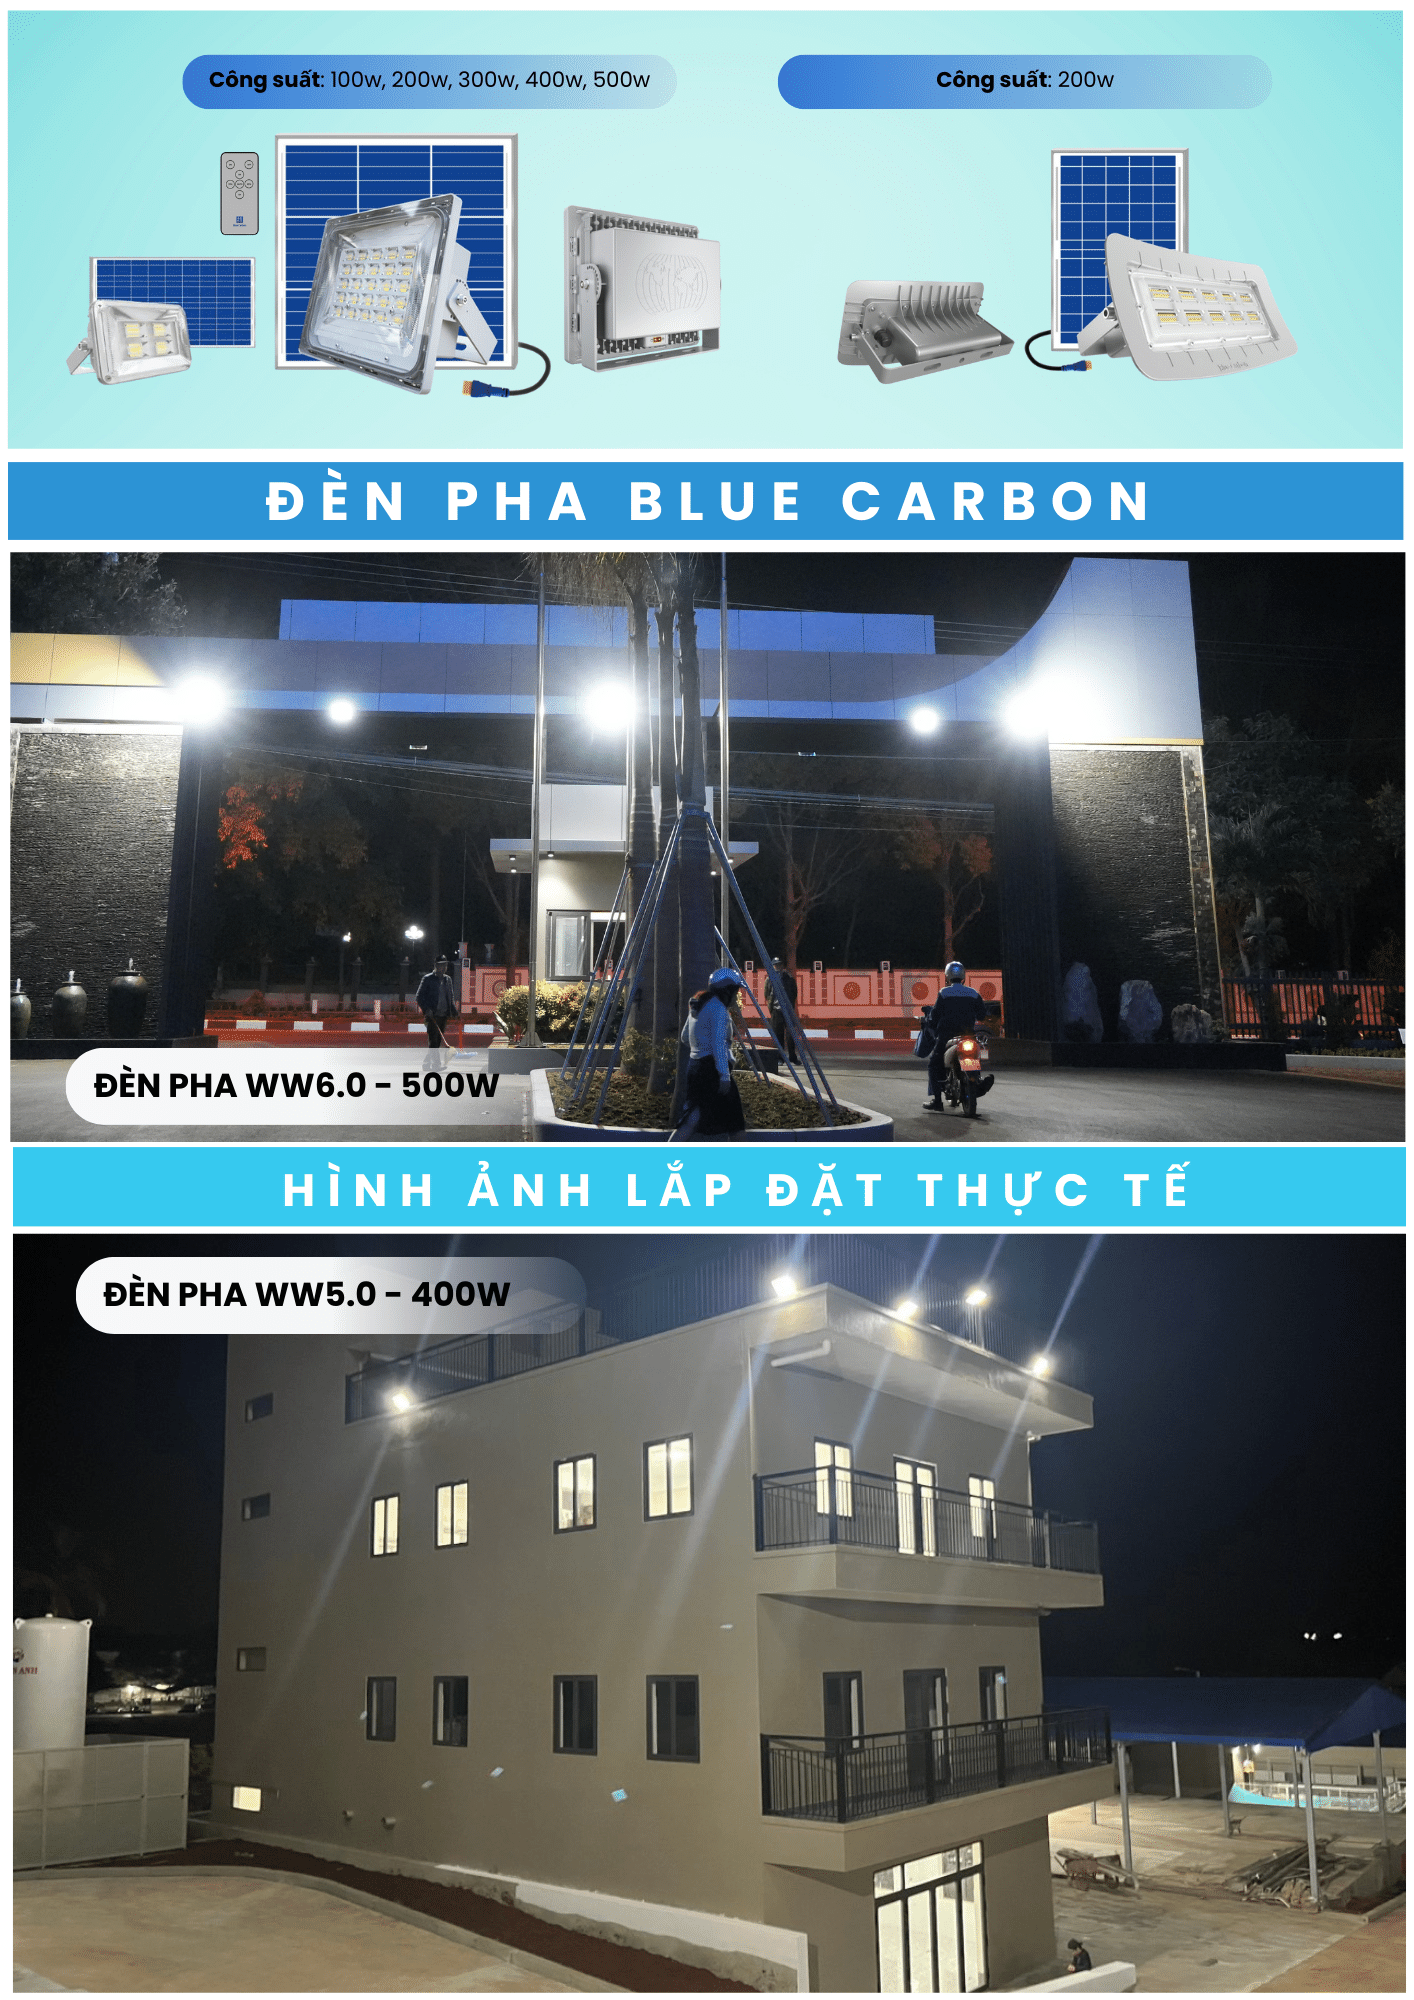 Công suất: 100w, 200w, 300w, 400w, 500w
Công suất: 200w
ĐÈN PHA BLUE CARBON
ĐÈN PHA WW6.0 - 500W
HÌNH ẢNH LẮP ĐẶT THỰC TẾ
ĐÈN PHA WW5.0 - 400W
ANH